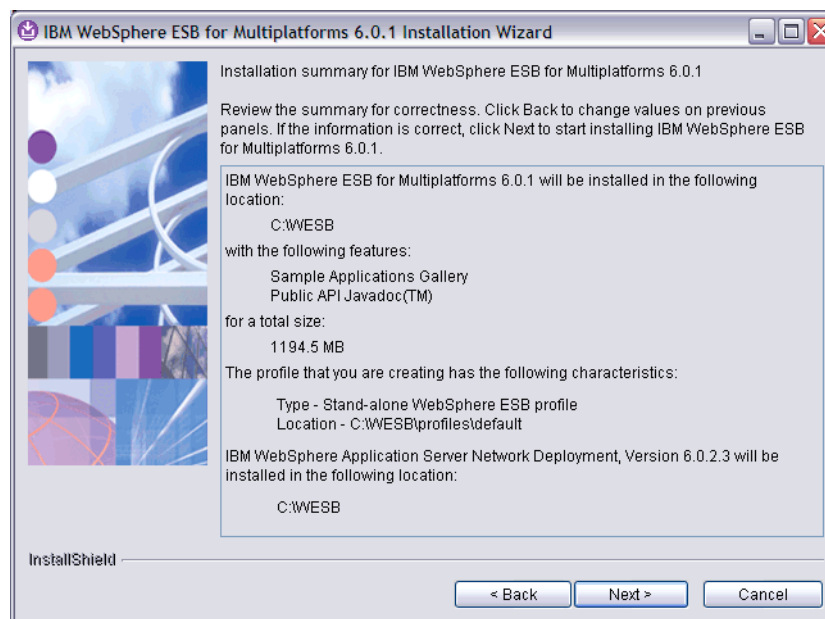 IBM WebSphere ESB for Multiplatforms 6.0.1 Installation Wizard
Installation summary for IBM WebSphere ESB for Multiplatforms 6.0.1
Review the summary for correctness. Click Back to change values on previous
panels. If the information is correct, click Next to start installing IBM WebSphere ESB
for Multiplatforms 6.0.1.
IBM WebSphere ESB for Multiplatforms 6.0.1 will be installed in the following
location:
C:\WESB
with the following features:
Sample Applications Gallery
Public API Javadoc(TM)
for a total size:
1194.5 MB
The profile that you are creating has the following characteristics:
Type - Stand-alone WebSphere ESB profile
Location - C:\WESB\profiles\default
IBM WebSphere Application Server Network Deployment, Version 6.0.2.3 will be
installed in the following location:
C:\WESB
InstallShield
< Back
Next >
Cancel